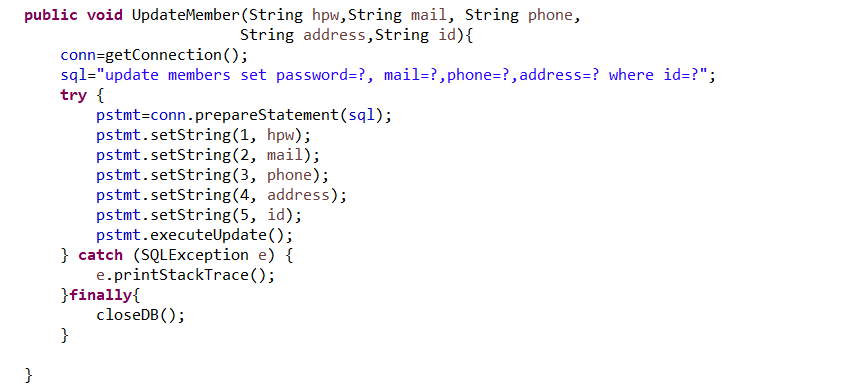 public void UpdateMember(String hpw,String mail, String phone,
String address,String id){
conn=getConnection();
sql="update members set password=?, mail=?,phone=?,address=? where id=?";
try {
pstmt=conn.prepareStatement(sql);
pstmt.setString(1, hpw);
pstmt.setString(2, mail);
pstmt.setString(3, phone);
pstmt.setString(4, address);
pstmt.setString(5, id);
pstmt.executeUpdate();
} catch (SQLException e) {
e.printStackTrace();
}finally{
closeDB();
}
}